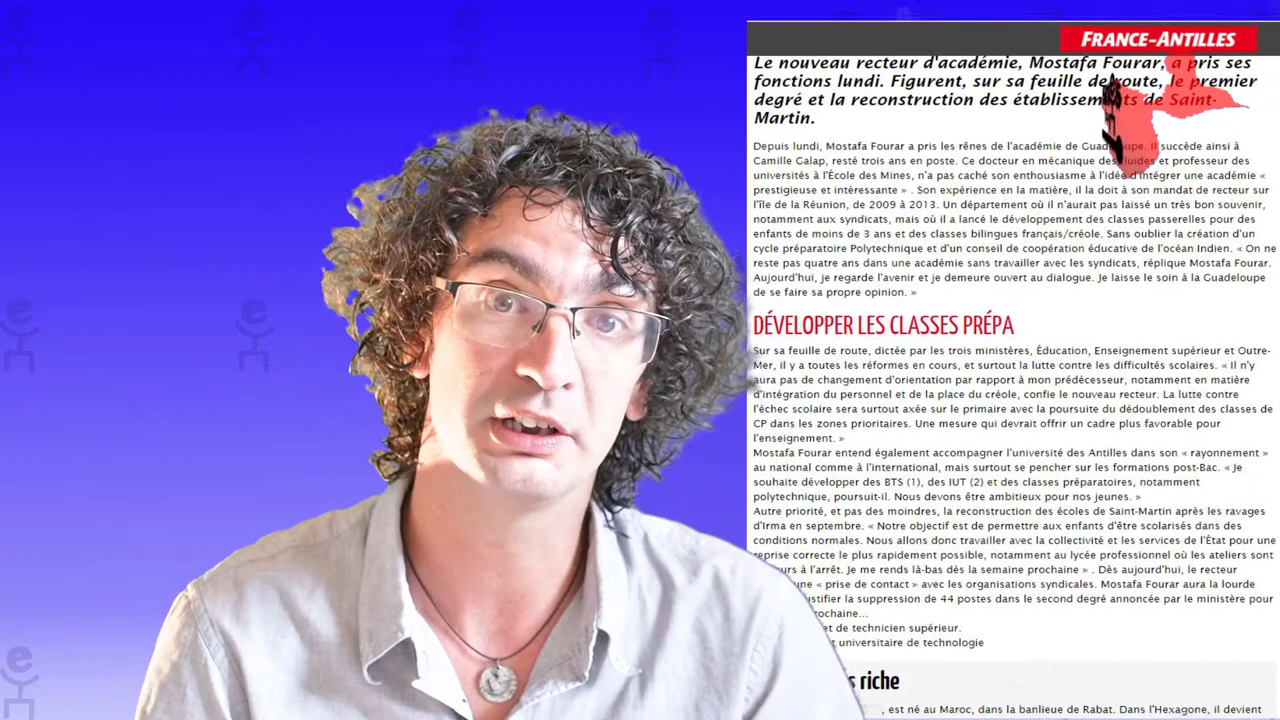 FRANCE-ANTILLES
Le nouveau recteur d'académie, Mostafa Fourar, a pris ses
fonctions lundi. Figurent, sur sa feuille de route, le premier
degré et la reconstruction des établissements de Saint-
Martin.
Depuis lundi, Mostafa Fourar a pris les rênes de l'académie de Guadeloupe. Il succède ainsi à
Camille Galap, resté trois ans en poste. Ce docteur en mécanique des fluides et professeur des
universités à l'École des Mines, n'a pas caché son enthousiasme à l'idée d'intégrer une académie «
prestigieuse et intéressante » . Son expérience en la matière, il la doit à son mandat de recteur sur
l'île de la Réunion, de 2009 à 2013. Un département où il n'aurait pas laissé un très bon souvenir,
notamment aux syndicats, mais où il a lancé le développement des classes passerelles pour des
enfants de moins de 3 ans et des classes bilingues français/créole. Sans oublier la création d'un
cycle préparatoire Polytechnique et d'un conseil de coopération éducative de l'océan Indien. « On ne
reste pas quatre ans dans une académie sans travailler avec les syndicats, réplique Mostafa Fourar.
Aujourd'hui, je regarde l'avenir et je demeure ouvert au dialogue. Je laisse le soin à la Guadeloupe
de se faire sa propre opinion. »
DÉVELOPPER LES CLASSES PRÉPA
Sur sa feuille de route, dictée par les trois ministères, Éducation, Enseignement supérieur et Outre-
Mer, il y a toutes les réformes en cours, et surtout la lutte contre les difficultés scolaires. « Il n'y
aura pas de changement d'orientation par rapport à mon prédécesseur, notamment en matière
d'intégration du personnel et de la place du créole, confie le nouveau recteur. La lutte contre
l'échec scolaire sera surtout axée sur le primaire avec la poursuite du dédoublement des classes de
CP dans les zones prioritaires. Une mesure qui devrait offrir un cadre plus favorable pour
l'enseignement. »
Mostafa Fourar entend également accompagner l'université des Antilles dans son « rayonnement »
au national comme à l'international, mais surtout se pencher sur les formations post-Bac. « Je
souhaite développer des BTS (1), des IUT (2) et des classes préparatoires, notamment
polytechnique, poursuit-il. Nous devons être ambitieux pour nos jeunes. »
Autre priorité, et pas des moindres, la reconstruction des écoles de Saint-Martin après les ravages
d'Irma en septembre. « Notre objectif est de permettre aux enfants d'être scolarisés dans des
conditions normales. Nous allons donc travailler avec la collectivité et les services de l'État pour une
reprise correcte le plus rapidement possible, notamment au lycée professionnel où les ateliers sont
à l'arrêt. Je me rends là-bas dès la semaine prochaine » . Dès aujourd'hui, le recteur
une « prise de contact » avec les organisations syndicales. Mostafa Fourar aura la lourde
la suppression de 44 postes dans le second degré annoncée par le ministère pour
prochaine...
et de technicien supérieur.
universitaire de technologie
riche
, est né au Maroc, dans la banlieue de Rabat. Dans l'Hexagone, il devient